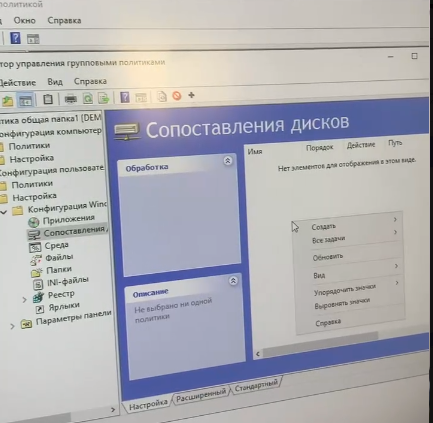 политикой
Окно Справка
тор управления групповыми политиками
Действие Вид Справка
тика общая папка1 [DEM
онфигурация компьютер
Политики
Настройка
Конфигурация пользовате
Политики
Настройка
Конфигурация Winc
Приложения
Сопоставления
Среда
Файлы
Папки
INI-файлы
Реестр
Ярлыки
Параметры панели
Сопоставления дисков
Обработка
Описание
Не выбрано ни одной
политики
Имя Порядок Действие Путь
Нет элементов для отображения в этом виде.
Создать
Все задачи
Обновить
Вид
Упорядочить значки
Выровнять значки
Справка
Настройка Расширенный Стандартный